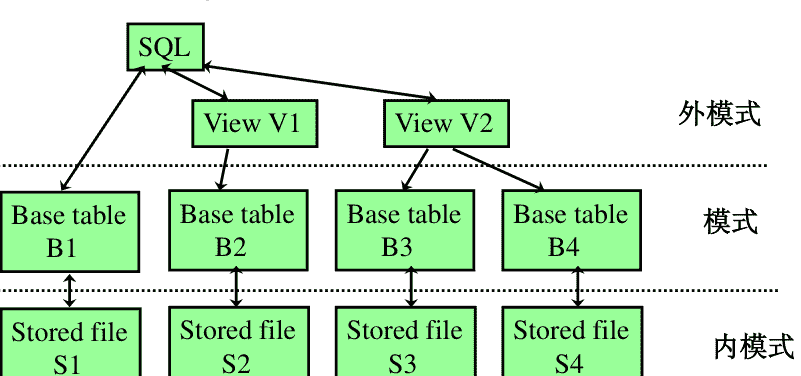 SQL
View V1
View V2
外模式
Base table
B1
Base table
B2
Base table
B3
Base table
B4
模式
Stored file
S1
Stored file
S2
Stored file
S3
Stored file
S4
内模式